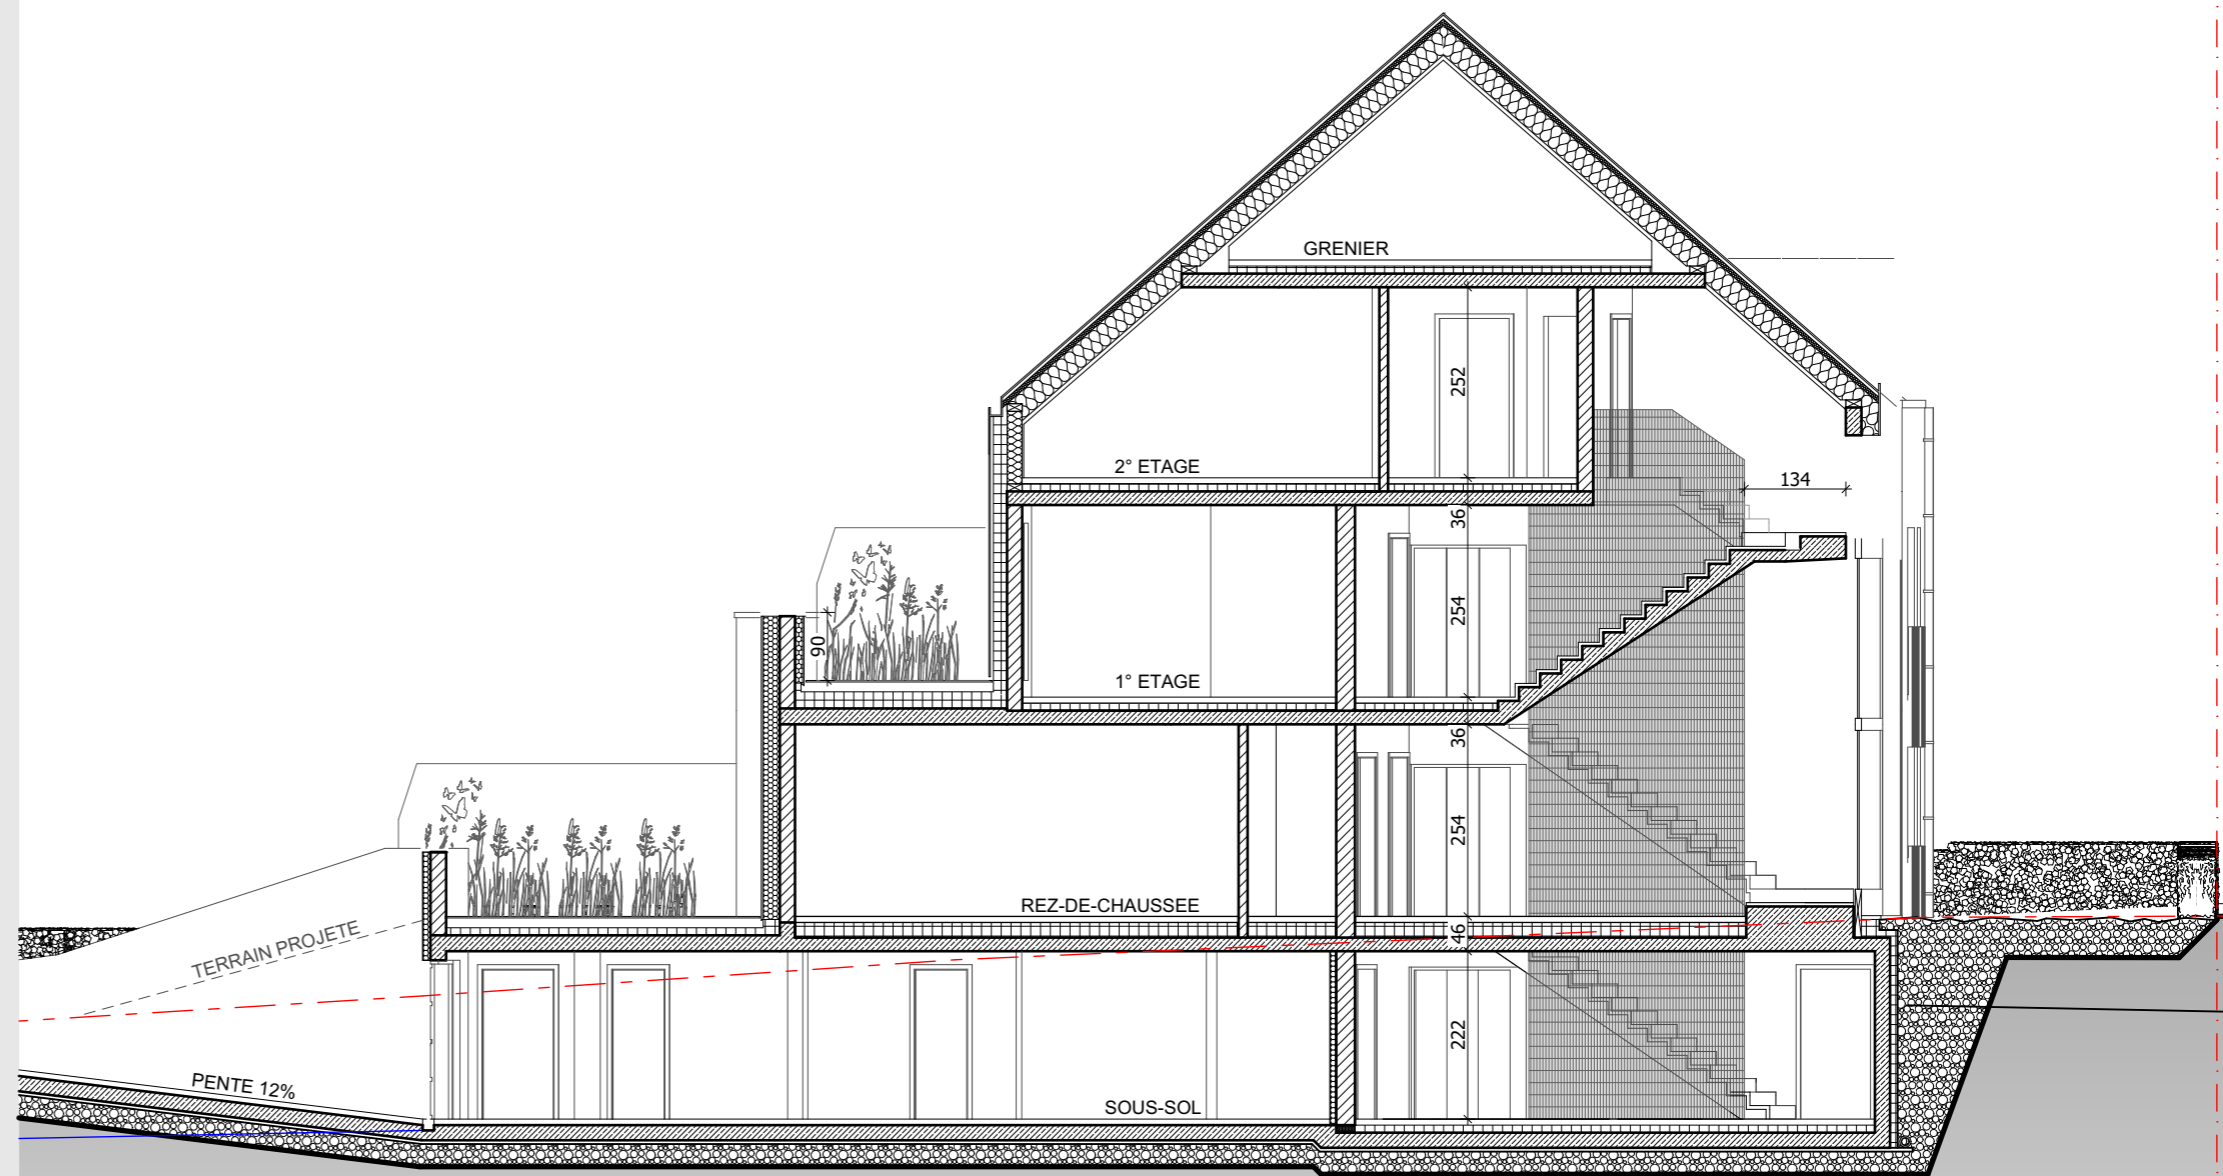 GRENIER
252
2° ETAGE
134
36
254
90
1° ETAGE
36
254
REZ-DE-CHAUSSEE
46
TERRAIN PROJETE
222
PENTE 12%
SOUS-SOL